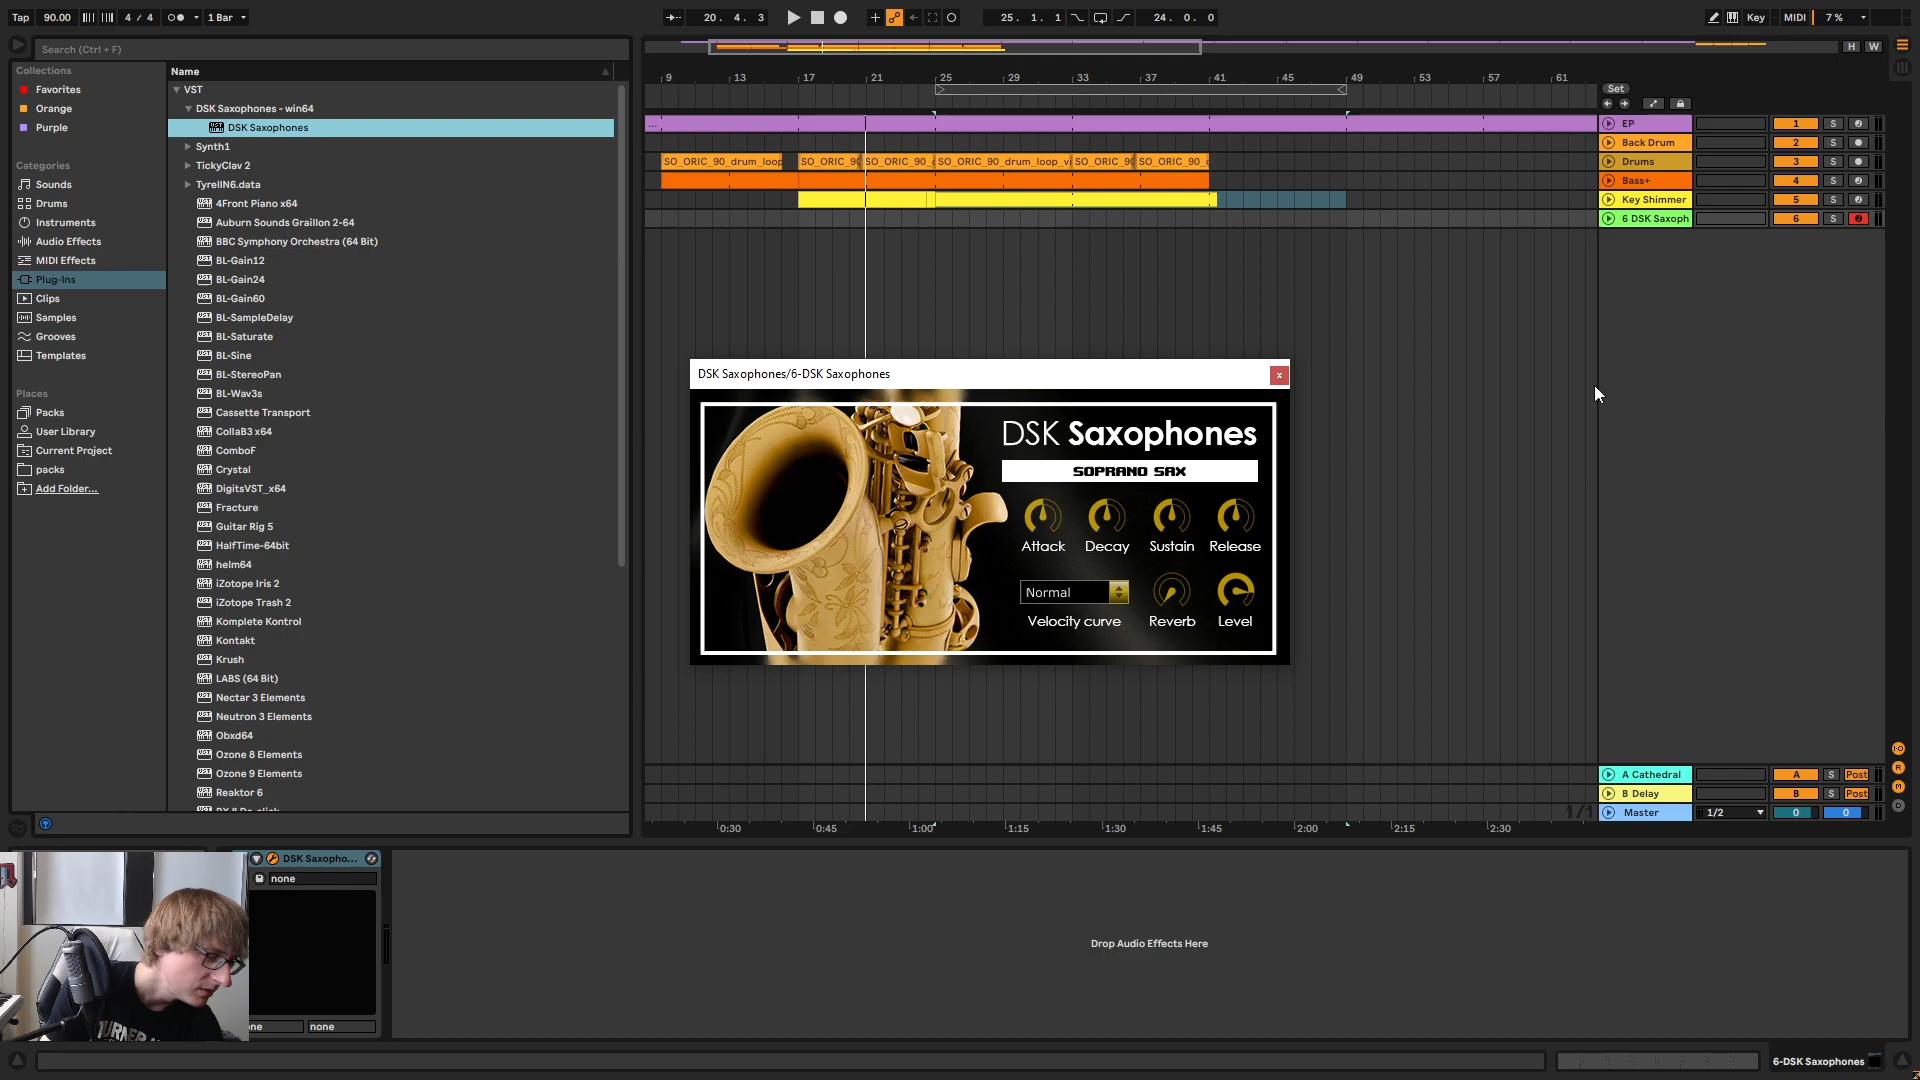 Tap 90.00 4 / 4 1 Bar 20. 4. 3 25. 1. 1 24. 0. 0 Key MIDI 7 %
Search (Ctrl + F)
H W
Collections
Favorites
Orange
Purple
Categories
Sounds
Drums
Instruments
Audio Effects
MIDI Effects
Plug-Ins
Clips
Samples
Grooves
Templates
Places
Packs
User Library
Current Project
packs
Add Folder...
Name
VST
DSK Saxophones - win64
DSK Saxophones
Synth1
TickyClav 2
TyrellN6.data
4Front Piano x64
Auburn Sounds Graillon 2-64
BBC Symphony Orchestra (64 Bit)
BL-Gain12
BL-Gain24
BL-Gain60
BL-SampleDelay
BL-Saturate
BL-Sine
BL-StereoPan
BL-Wav3s
Cassette Transport
CollaB3 x64
ComboF
Crystal
DigitsVST_x64
Fracture
Guitar Rig 5
HalfTime-64bit
helm64
iZotope Iris 2
iZotope Trash 2
Komplete Kontrol
Kontakt
Krush
LABS (64 Bit)
Nectar 3 Elements
Neutron 3 Elements
Obxd64
Ozone 8 Elements
Ozone 9 Elements
Reaktor 6
9 13 17 21 25 29 33 37 41 45 49 53 57 61
Set
EP 1 S
Back Drum 2 S
SO_ORIC_90_drum_loop SO_ORIC_90 SO_ORIC_90_ SO_ORIC_90_drum_loop_v SO_ORIC_90 SO_ORIC_90_ Drums 3 S
Bass+ 4 S
Key Shimmer 5 S
6 DSK Saxoph 6 S
DSK Saxophones/6-DSK Saxophones x
DSK Saxophones
SOPRANO SAX
Attack Decay Sustain Release
Normal
Velocity curve Reverb Level
A Cathedral A S Post
B Delay B S Post
1/1 Master 1/2 0 0
0:30 0:45 1:00 1:15 1:30 1:45 2:00 2:15 2:30
DSK Saxopho...
none
Drop Audio Effects Here
none
6-DSK Saxophones